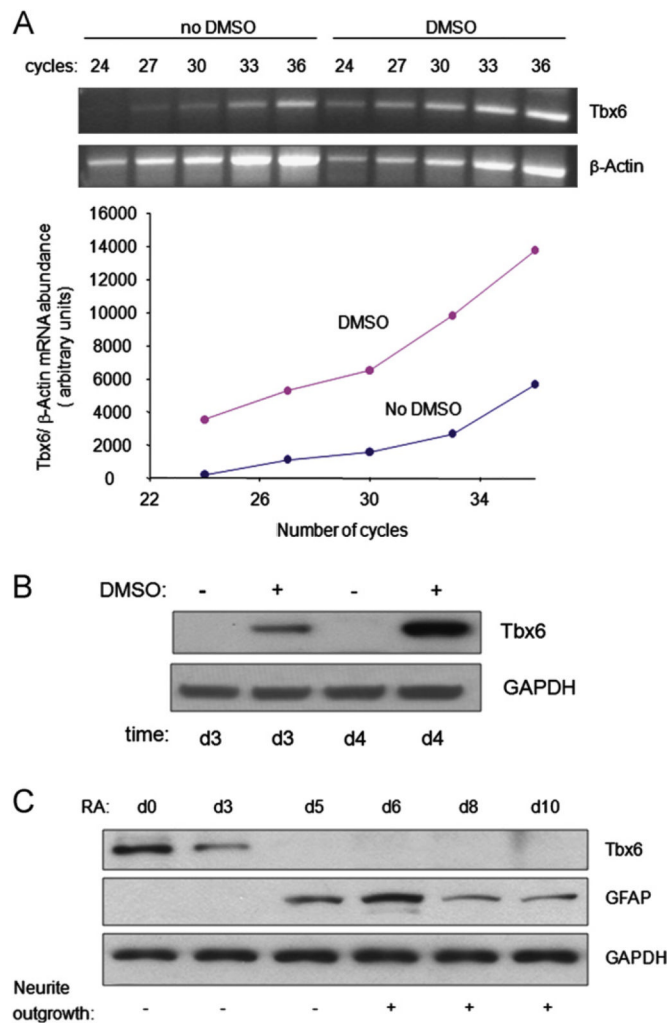 A
no DMSO DMSO
cycles: 24 27 30 33 36 24 27 30 33 36
Tbx6
β-Actin
16000
14000
12000
10000
8000
6000
4000
2000
0
Tbx6/ β-Actin mRNA abundance
( arbitrary units)
DMSO
No DMSO
22 26 30 34
Number of cycles
B
DMSO: - + - +
Tbx6
GAPDH
time: d3 d3 d4 d4
C
RA: d0 d3 d5 d6 d8 d10
Tbx6
GFAP
GAPDH
Neurite
outgrowth: - - - + + +